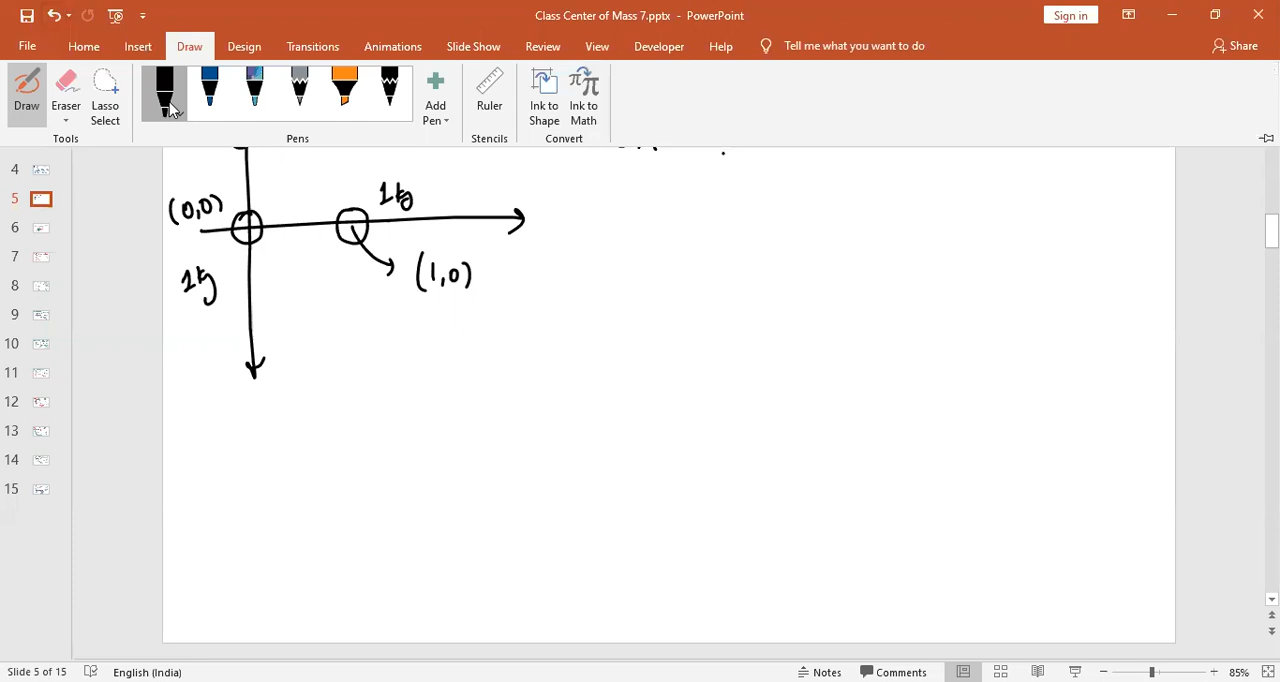 Class Center of Mass 7.pptx - PowerPoint
Sign in
File Home Insert Draw Design Transitions Animations Slide Show Review View Developer Help Tell me what you want to do Share
Draw Eraser Lasso Select Add Pen Ruler Ink to Shape Ink to Math
Tools Pens Stencils Convert
4
5
6
7
8
9
10
11
12
13
14
15
1kg
(0,0)
(1,0)
1kg
Slide 5 of 15 English (India) Notes Comments 85%